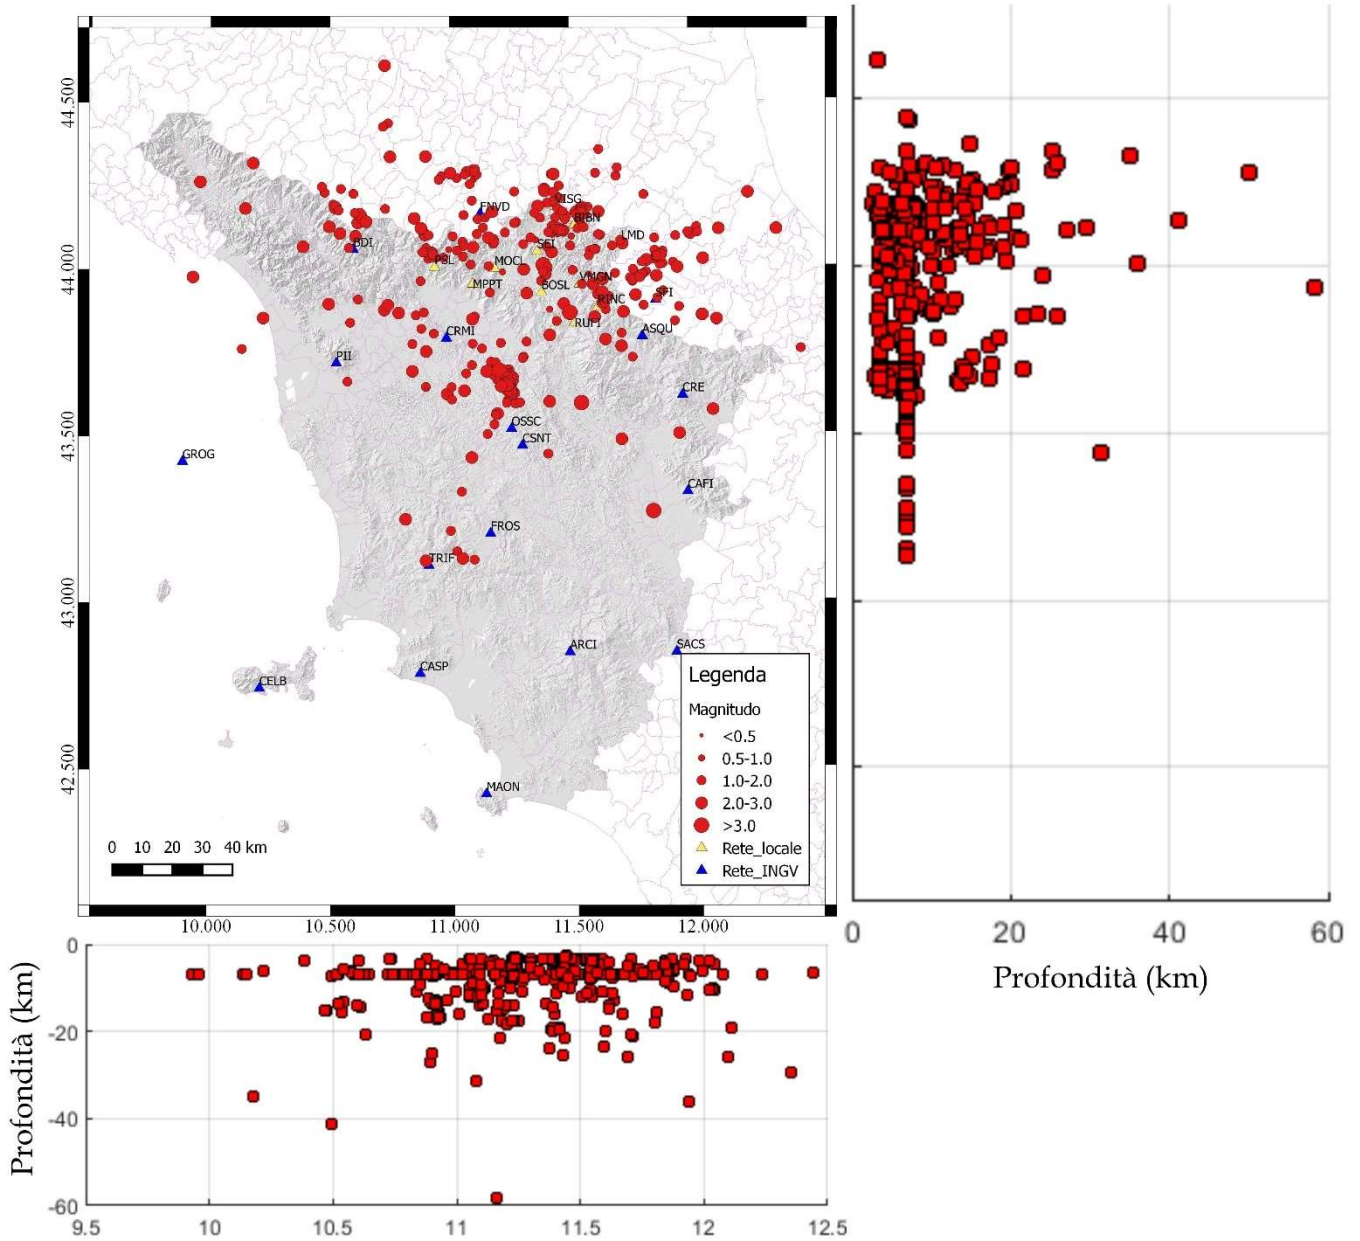 44.500
44.000
43.500
43.000
42.500
FNVD
VISG
BIBN
LMD
BDI
SEI
PSL
MOCL
MPPT
BOSL
VMGN
SFI
RINC
RUFI
ASQU
CRMI
PII
CRE
OSSC
CSNT
GROG
CAFI
FROS
TRIF
ARCI
SACS
CASP
CELB
MAON
Legenda
Magnitudo
<0.5
0.5-1.0
1.0-2.0
2.0-3.0
>3.0
Rete_locale
Rete_INGV
0 10 20 30 40 km
10.000 10.500 11.000 11.500 12.000
0 20 40 60
Profondità (km)
Profondità (km)
0
-20
-40
-60
9.5 10 10.5 11 11.5 12 12.5